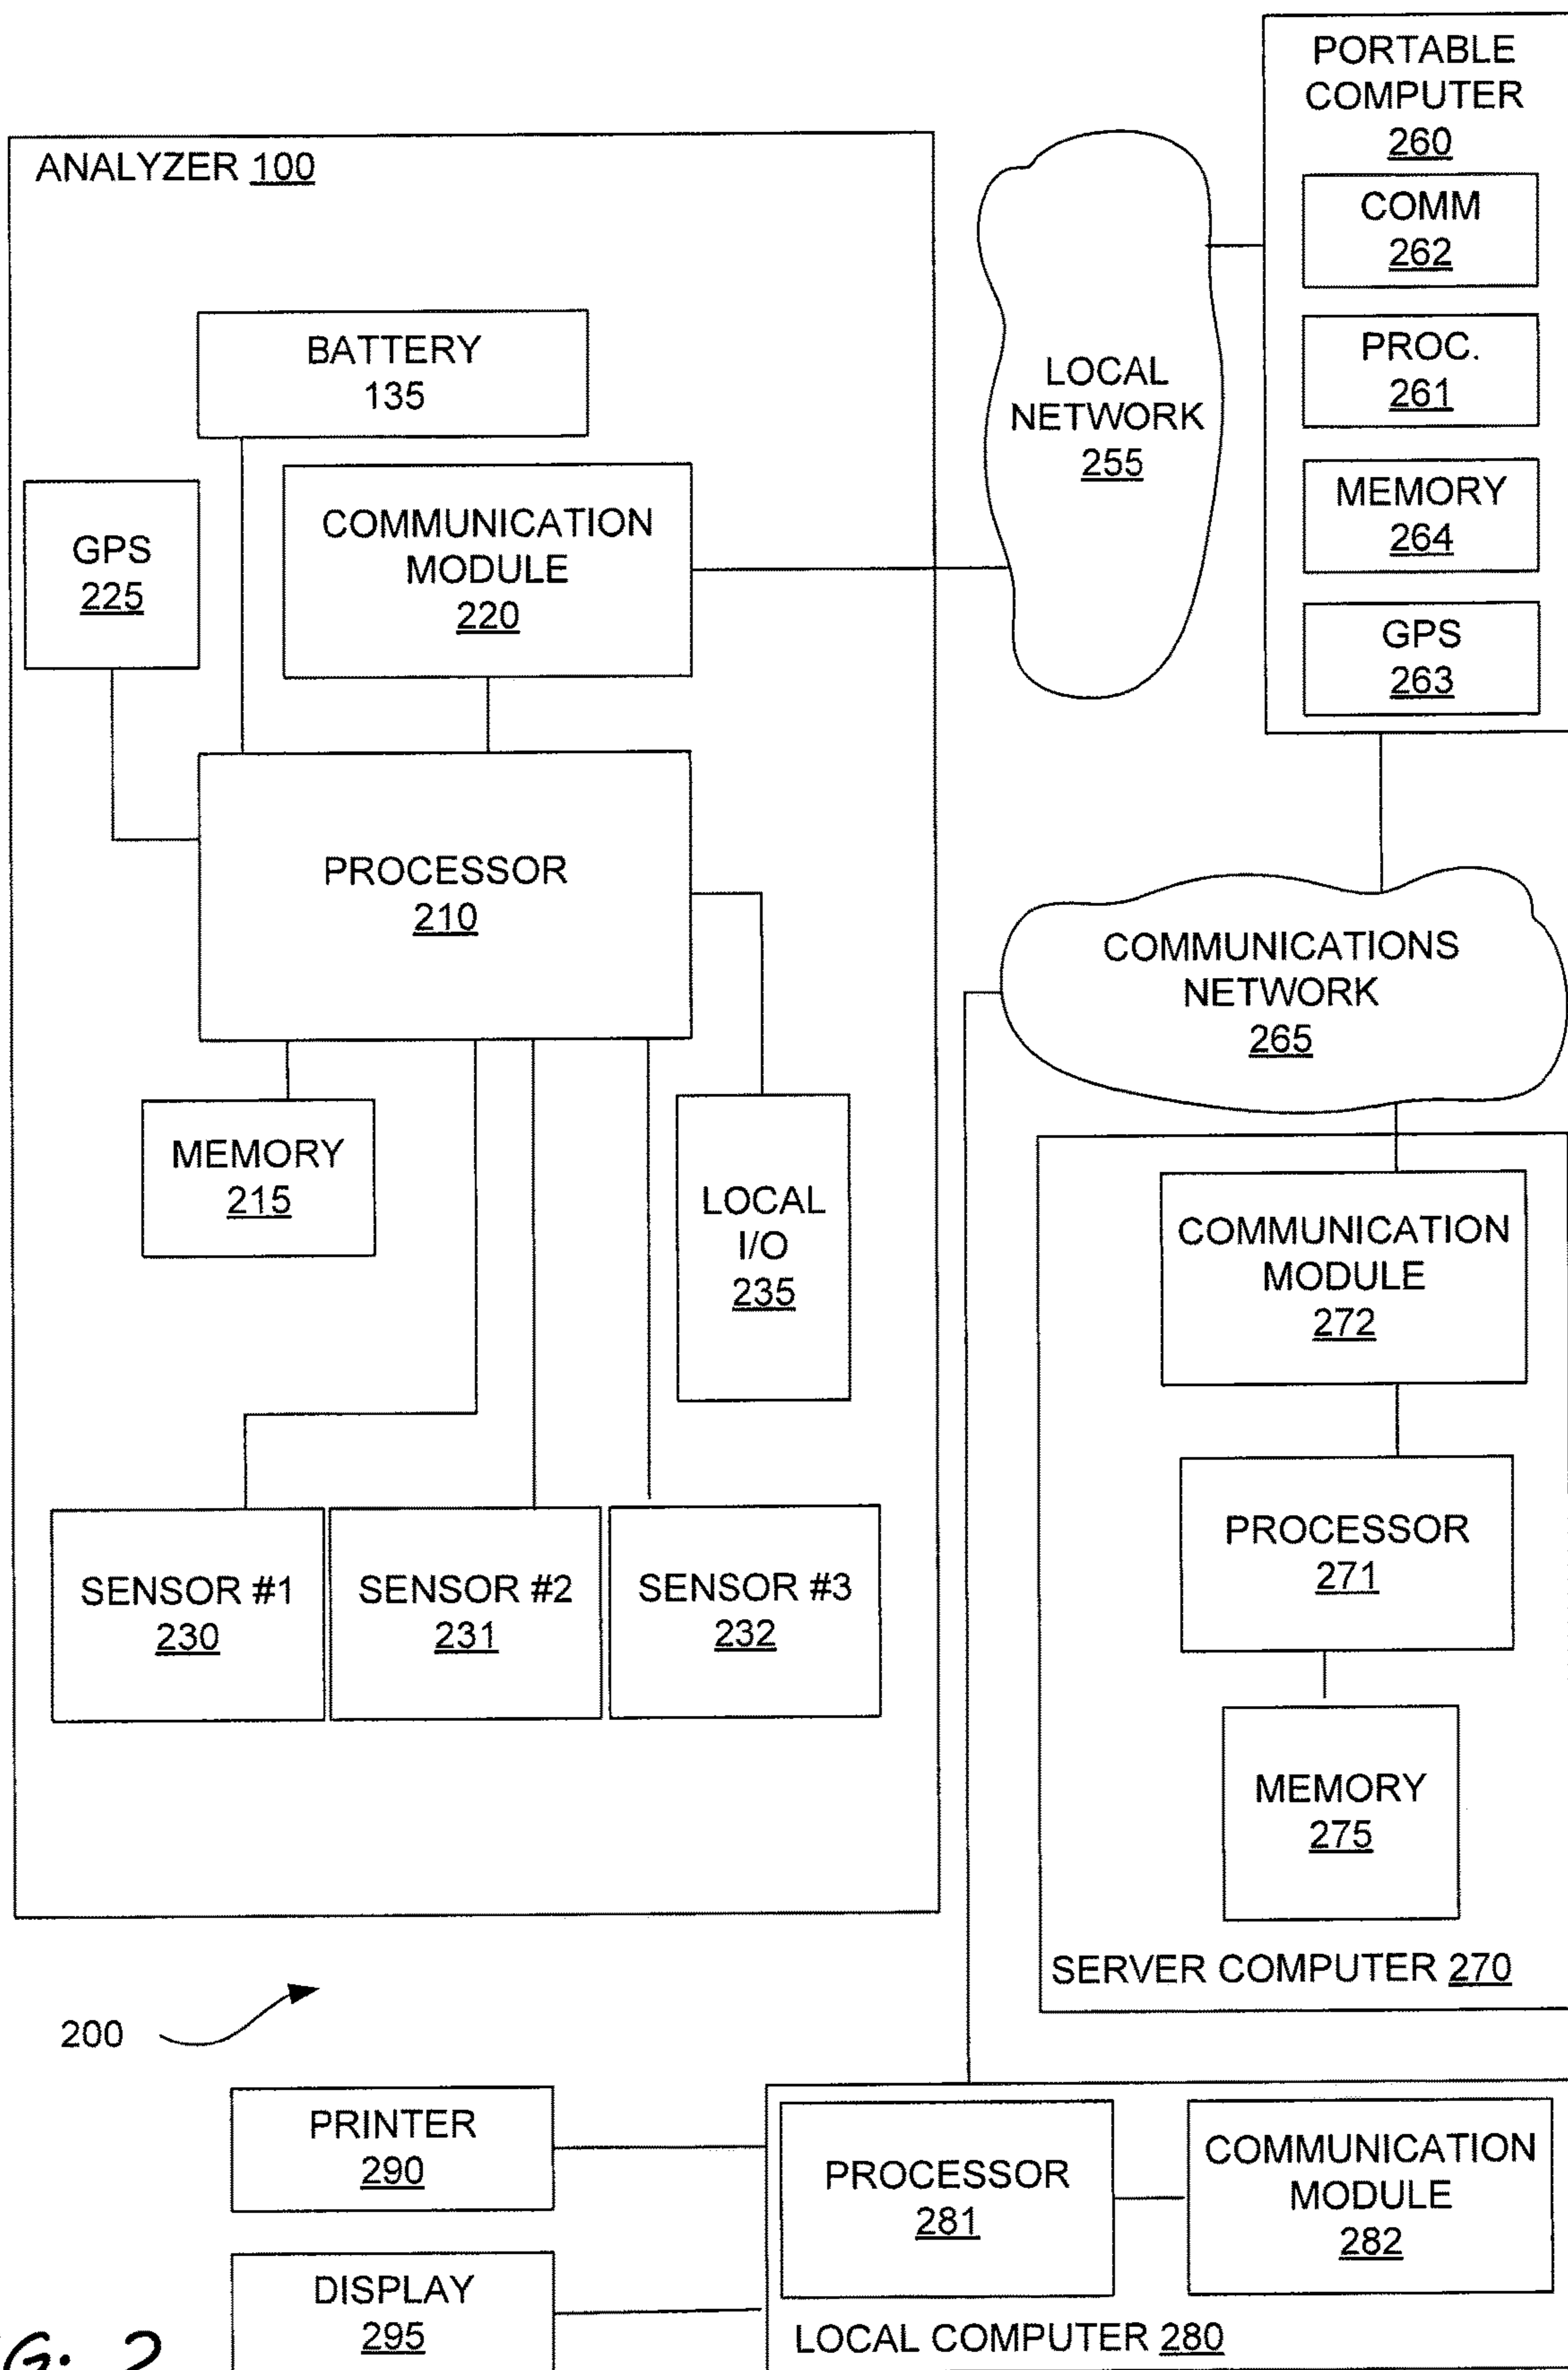 PORTABLE
COMPUTER
260
COMM
262
PROC.
261
MEMORY
264
GPS
263
ANALYZER 100
BATTERY
135
GPS
225
COMMUNICATION
MODULE
220
LOCAL
NETWORK
255
PROCESSOR
210
COMMUNICATIONS
NETWORK
265
MEMORY
215
LOCAL
I/O
235
SENSOR #1
230
SENSOR #2
231
SENSOR #3
232
COMMUNICATION
MODULE
272
PROCESSOR
271
MEMORY
275
SERVER COMPUTER 270
200
PRINTER
290
DISPLAY
295
PROCESSOR
281
COMMUNICATION
MODULE
282
LOCAL COMPUTER 280
G: 2